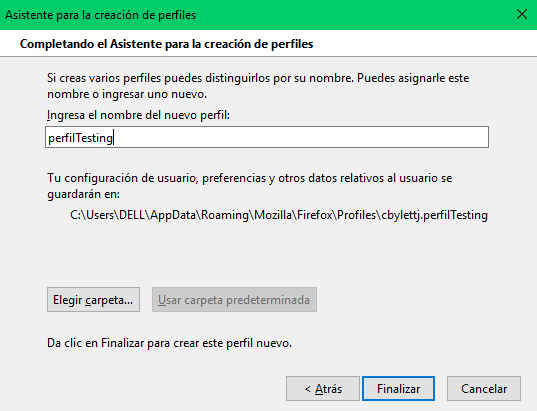 Asistente para la creación de perfiles
Completando el Asistente para la creación de perfiles
Si creas varios perfiles puedes distinguirlos por su nombre. Puedes asignarle este
nombre o ingresar uno nuevo.
Ingresa el nombre del nuevo perfil:
perfilTesting
Tu configuración de usuario, preferencias y otros datos relativos al usuario se
guardarán en:
C:\Users\DELL\AppData\Roaming\Mozilla\Firefox\Profiles\cbylettj.perfilTesting
Elegir carpeta... Usar carpeta predeterminada
Da clic en Finalizar para crear este perfil nuevo.
< Atrás Finalizar Cancelar